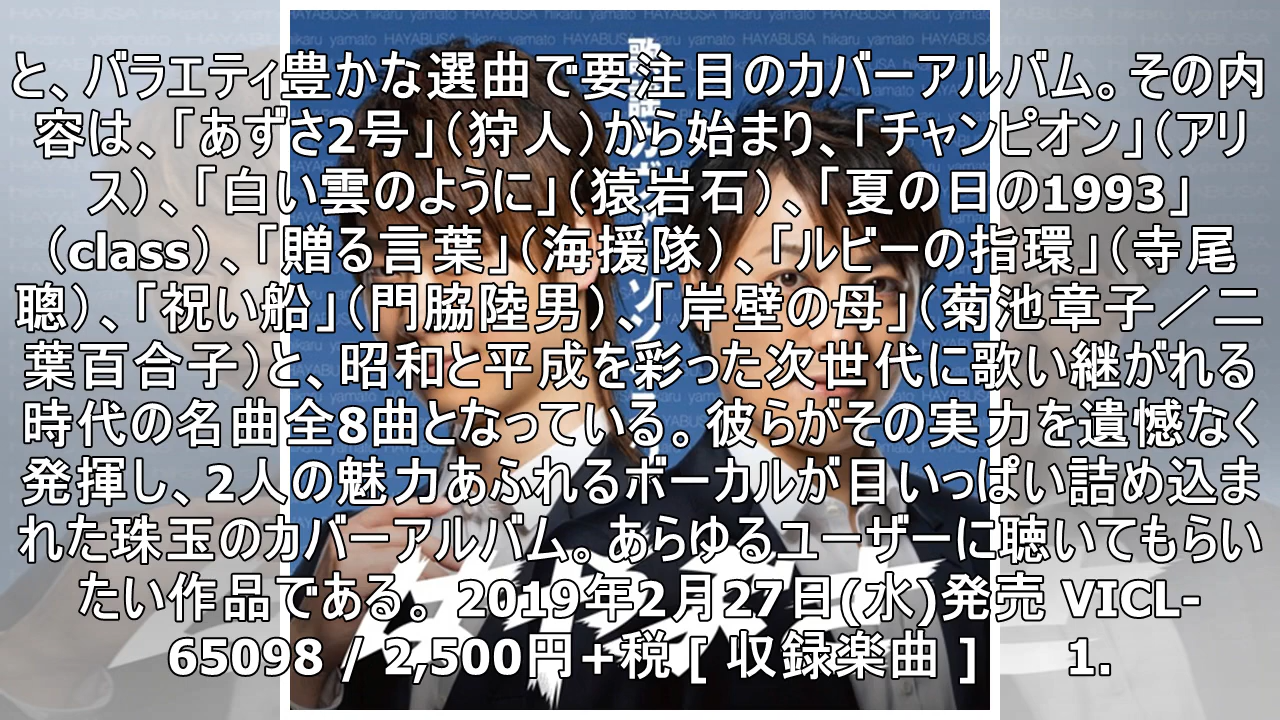 HAYABUSA hikaru yamato HAYABUSA hikaru yamato HAYABUSA
と、バラエティ豊かな選曲で要注目のカバーアルバム。その内
容は、「あずさ2号」（狩人）から始まり、「チャンピオン」（アリ
ス）、「白い雲のように」（猿岩石）、「夏の日の1993」
（class）、「贈る言葉」（海援隊）、「ルビーの指環」（寺尾
聰）、「祝い船」（門脇陸男）、「岸壁の母」（菊池章子／二
葉百合子）と、昭和と平成を彩った次世代に歌い継がれる
時代の名曲全8曲となっている。彼らがその実力を遺憾なく
発揮し、2人の魅力あふれるボーカルが目いっぱい詰め込ま
れた珠玉のカバーアルバム。あらゆるユーザーに聴いてもらい
たい作品である。2019年2月27日(水)発売 VICL-
65098 / 2,500円+税 [ 収録楽曲 ]　　1.